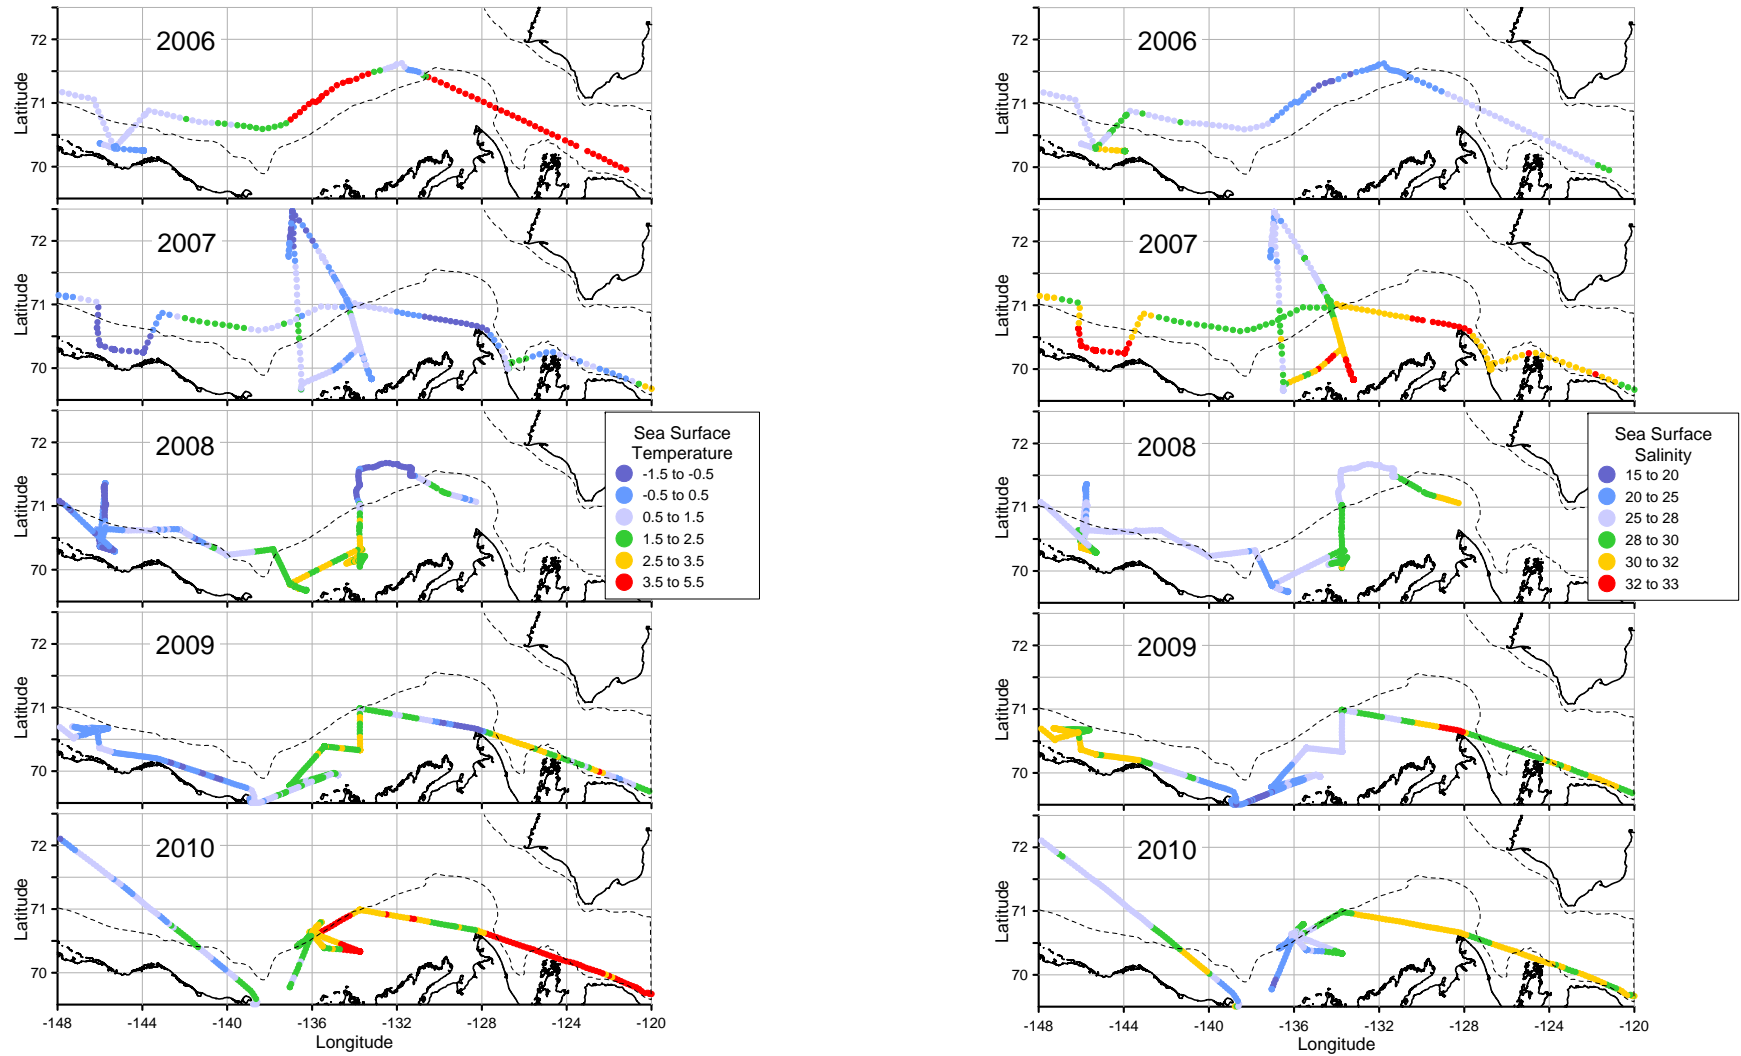 2006
72
71
70
Latitude
2007
72
71
70
Latitude
2008
72
71
70
Latitude
Sea Surface
Temperature
-1.5 to -0.5
-0.5 to 0.5
0.5 to 1.5
1.5 to 2.5
2.5 to 3.5
3.5 to 5.5
2009
72
71
70
Latitude
2010
72
71
70
Latitude
-148 -144 -140 -136 -132 -128 -124 -120
Longitude
2006
72
71
70
Latitude
2007
72
71
70
Latitude
2008
72
71
70
Latitude
Sea Surface
Salinity
15 to 20
20 to 25
25 to 28
28 to 30
30 to 32
32 to 33
2009
72
71
70
Latitude
2010
72
71
70
Latitude
-148 -144 -140 -136 -132 -128 -124 -120
Longitude